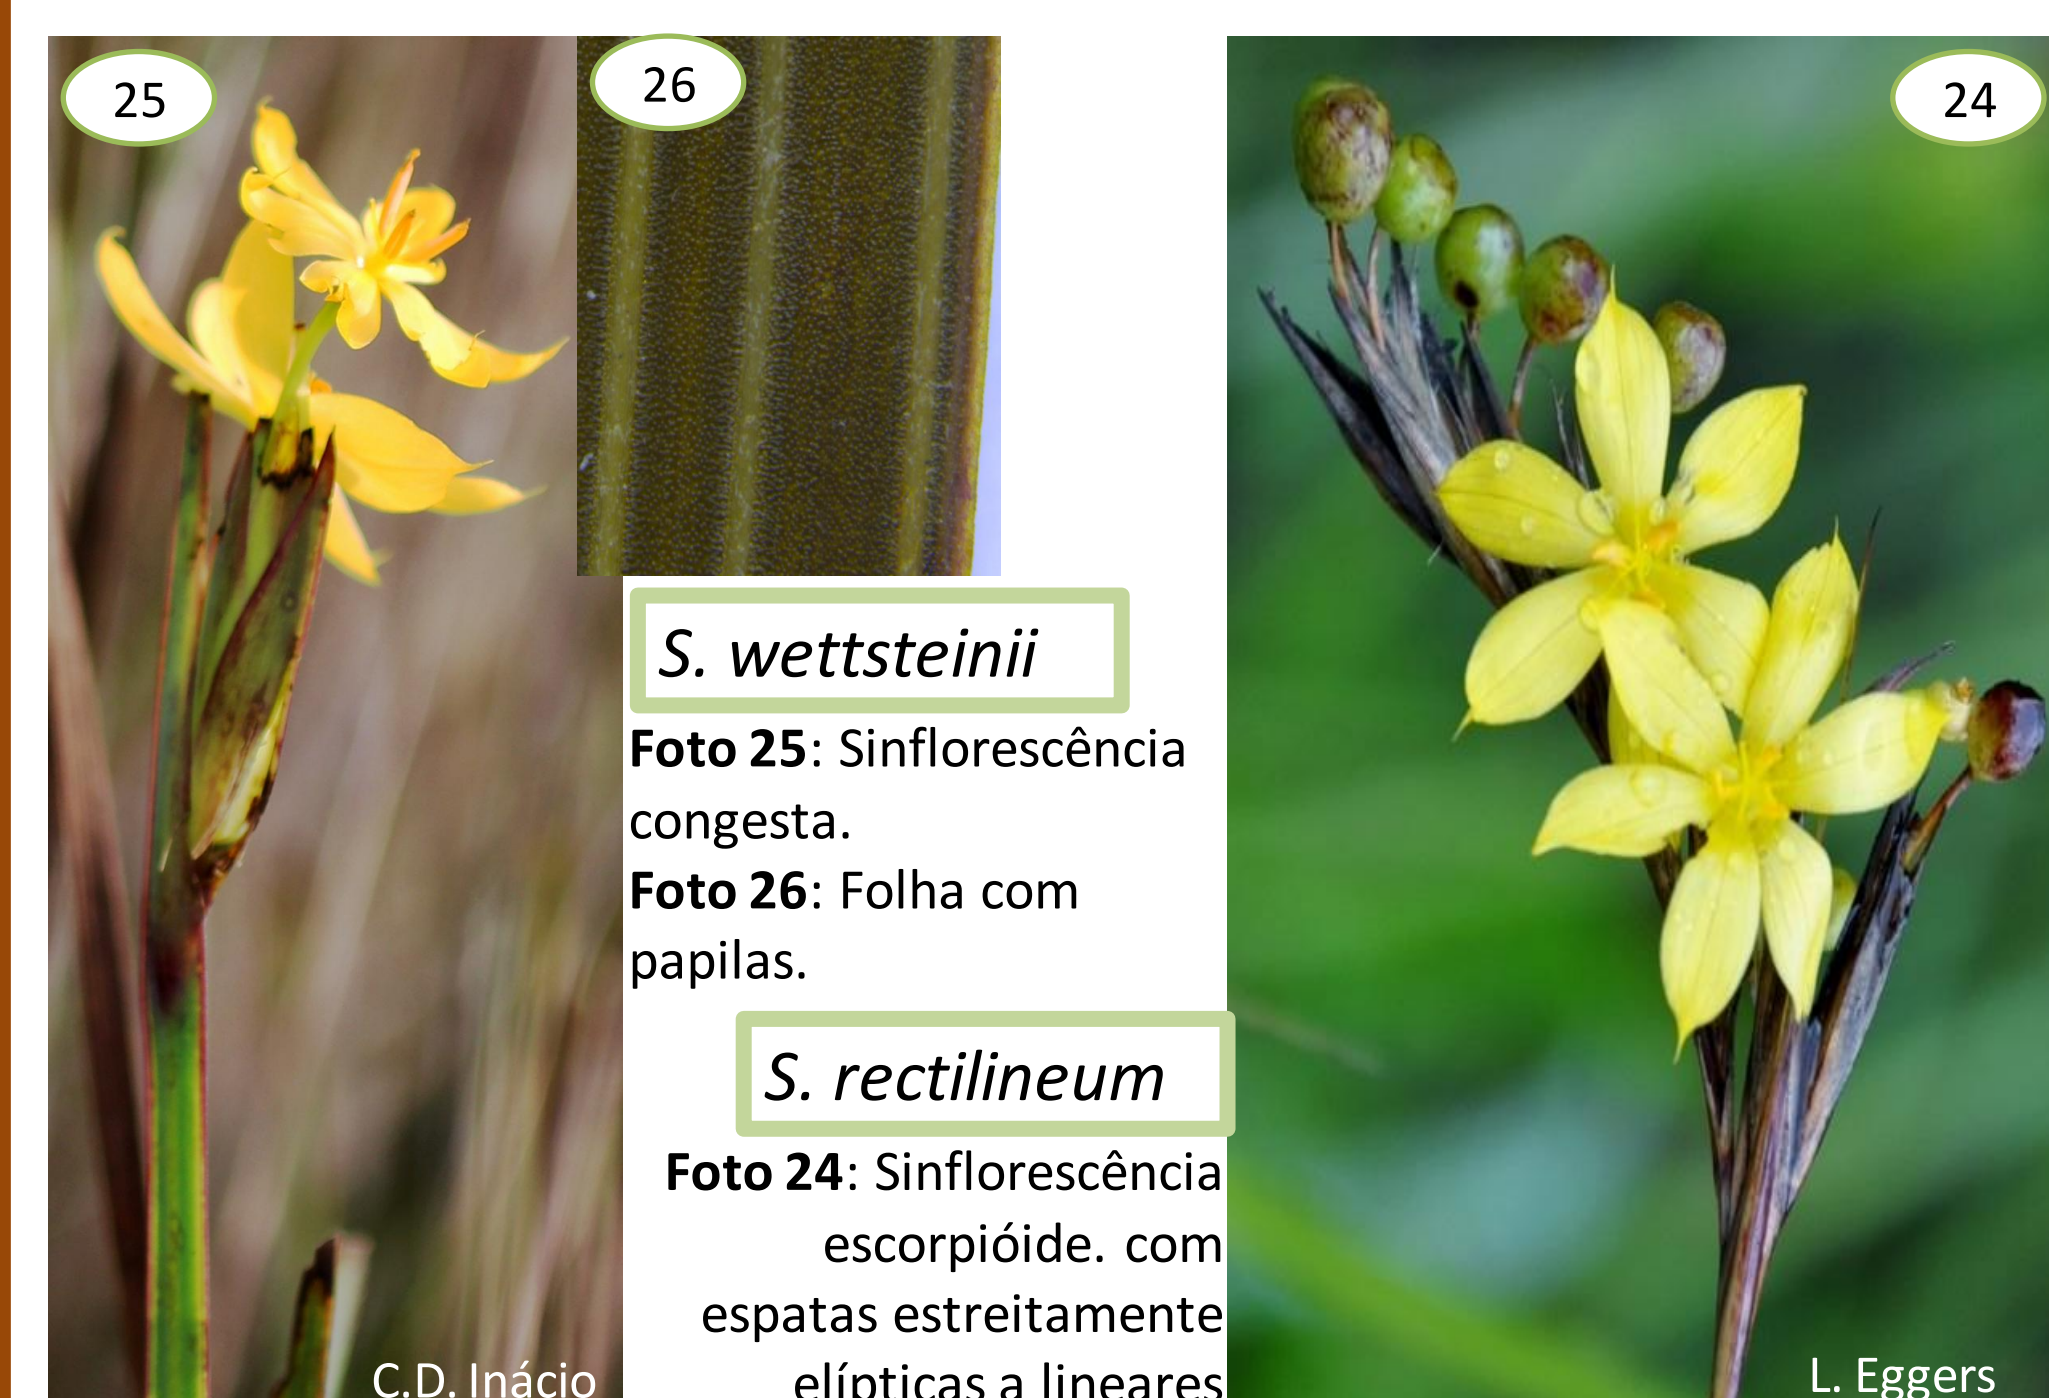 25
26
24
S. wettsteinii
Foto 25: Sinflorescência
congesta.
Foto 26: Folha com
papilas.
S. rectilineum
Foto 24: Sinflorescência
escorpióide. com
espatas estreitamente
elípticas a lineares
C.D. Inácio
L. Eggers